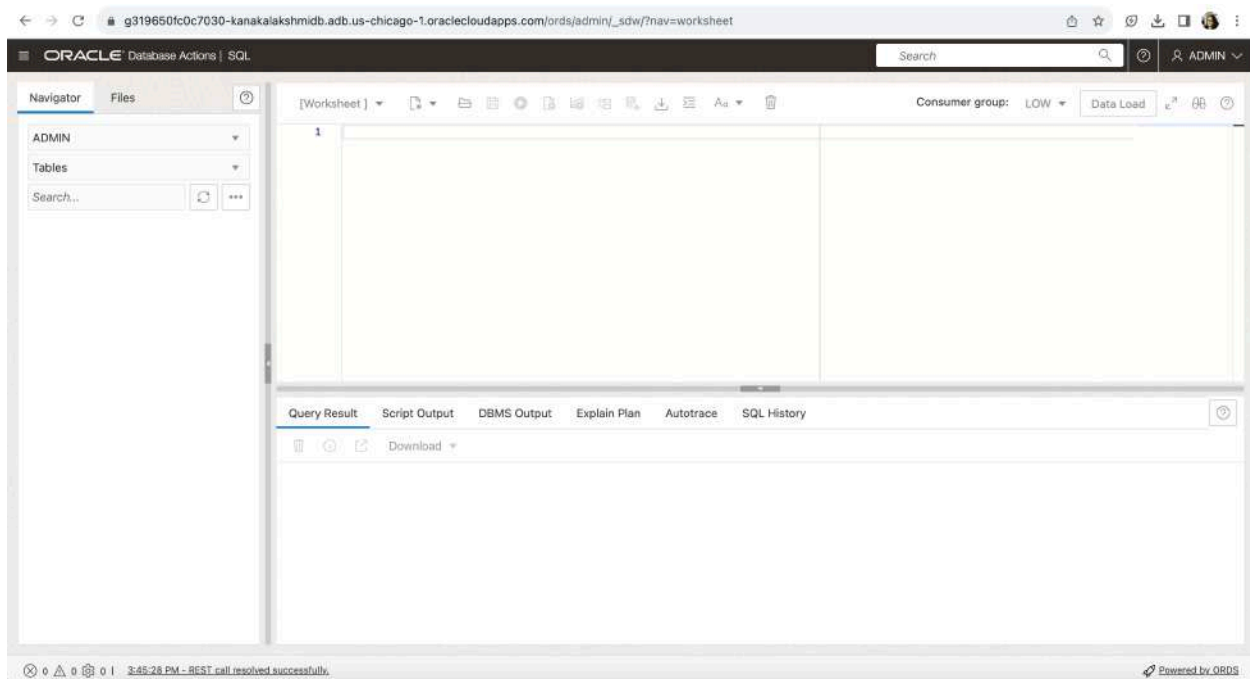 g319650fc0c7030-kanakalakshmidb.adb.us-chicago-1.oraclecloudapps.com/ords/admin/_sdw/?nav=worksheet
ORACLE Database Actions | SQL
Search
ADMIN
Navigator Files
[Worksheet]
Aa
Consumer group: LOW
Data Load
ADMIN
Tables
Search...
1
Query Result Script Output DBMS Output Explain Plan Autotrace SQL History
Download
0 0 0 | 3:45:28 PM - REST call resolved successfully.
Powered by ORDS